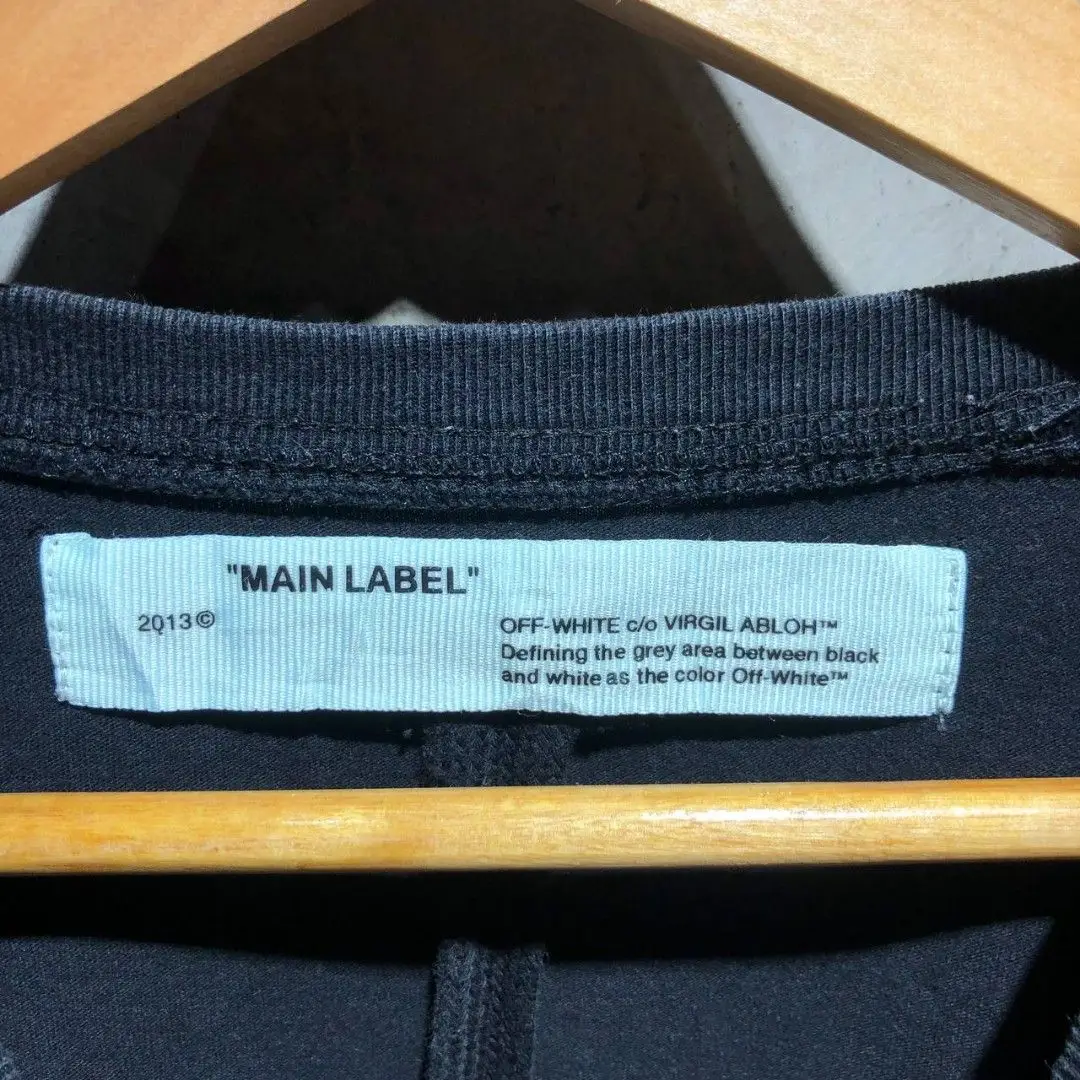 "MAIN LABEL"
2013©
OFF-WHITE c/o VIRGIL ABLOH™
Defining the grey area between black
and white as the color Off-White™